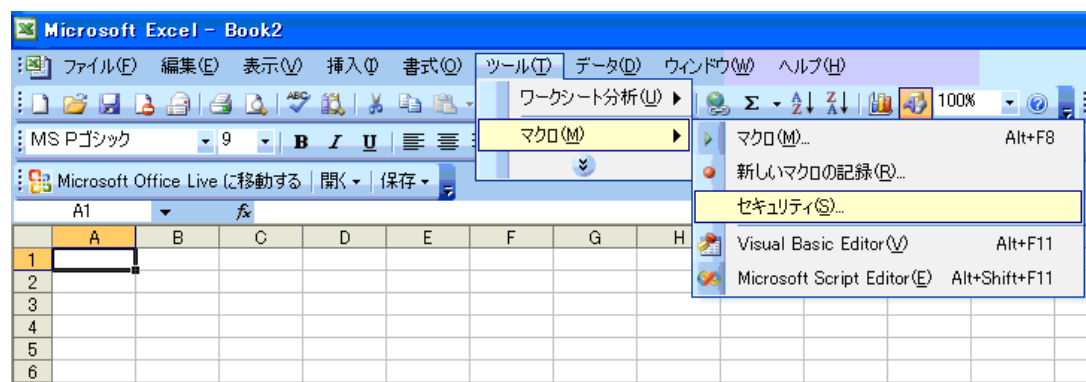 Microsoft Excel - Book2
ファイル(F) 編集(E) 表示(V) 挿入(I) 書式(O) ツール(T) データ(D) ウィンドウ(W) ヘルプ(H)
ABC Σ A Z Z A 100%
ワークシート分析(U)
MS Pゴシック 9 B I U
マクロ(M)
マクロ(M)... Alt+F8
新しいマクロの記録(R)...
Microsoft Office Live に移動する 開く 保存
セキュリティ(S)...
A1 fx
A B C D E F G H
Visual Basic Editor(V) Alt+F11
Microsoft Script Editor(E) Alt+Shift+F11
1
2
3
4
5
6